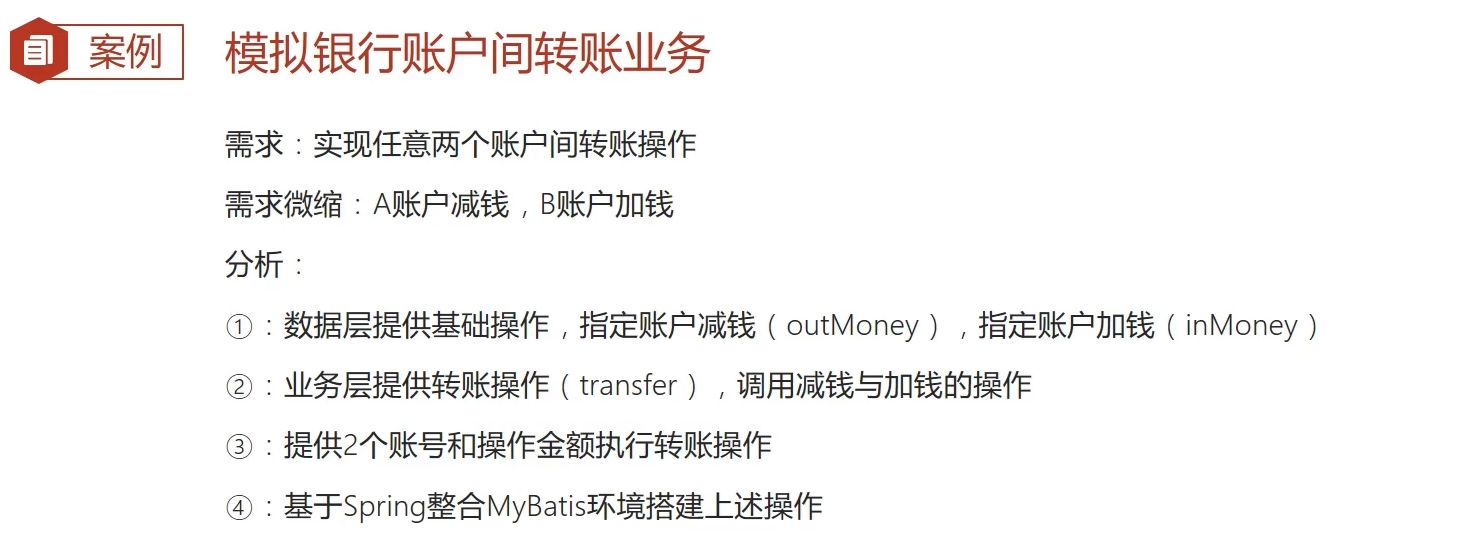 案例
模拟银行账户间转账业务
需求：实现任意两个账户间转账操作
需求微缩：A账户减钱，B账户加钱
分析：
①：数据层提供基础操作，指定账户减钱（outMoney），指定账户加钱（inMoney）
②：业务层提供转账操作（transfer），调用减钱与加钱的操作
③：提供2个账号和操作金额执行转账操作
④：基于Spring整合MyBatis环境搭建上述操作